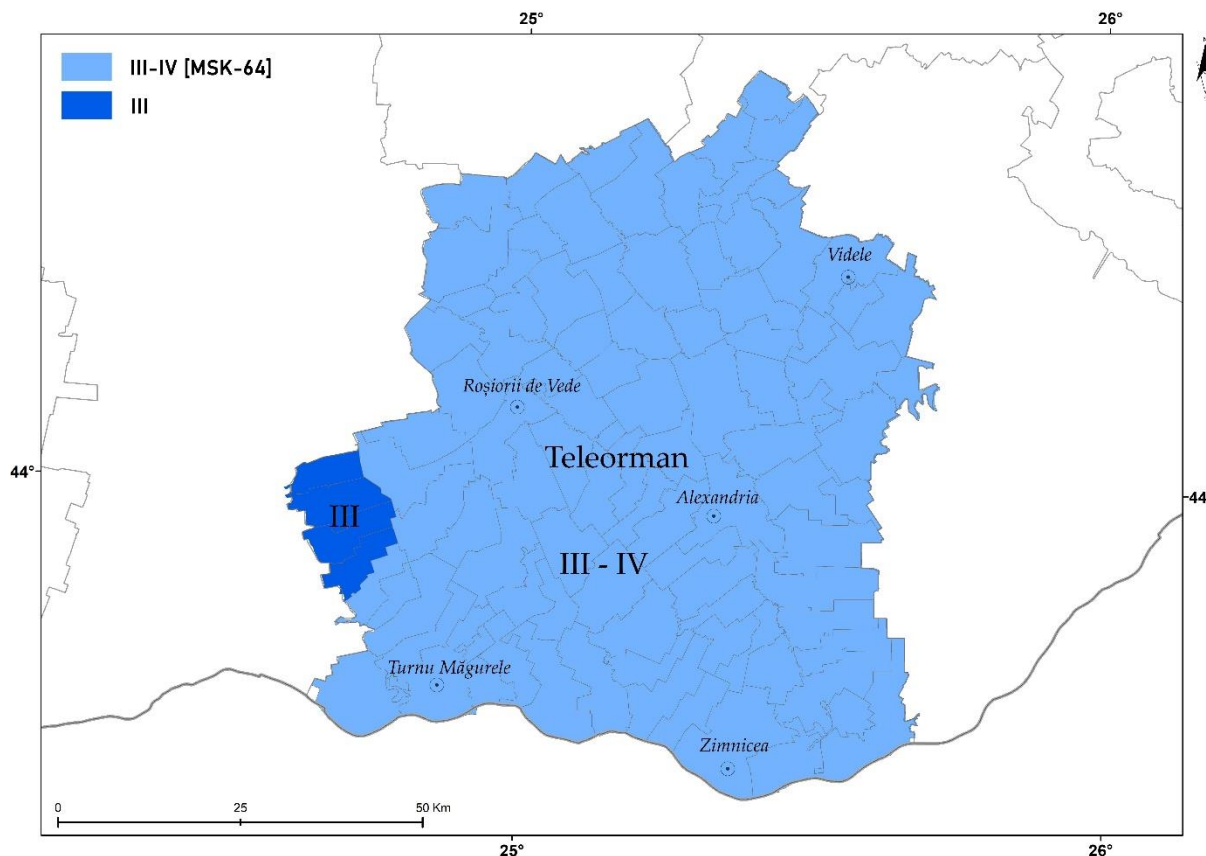 25°
26°
III-IV [MSK-64]
III
Videle
Roșiorii de Vede
Teleorman
44°
Alexandria
44
III
III - IV
Turnu Măgurele
Zimnicea
0
25
50 Km
25°
26°